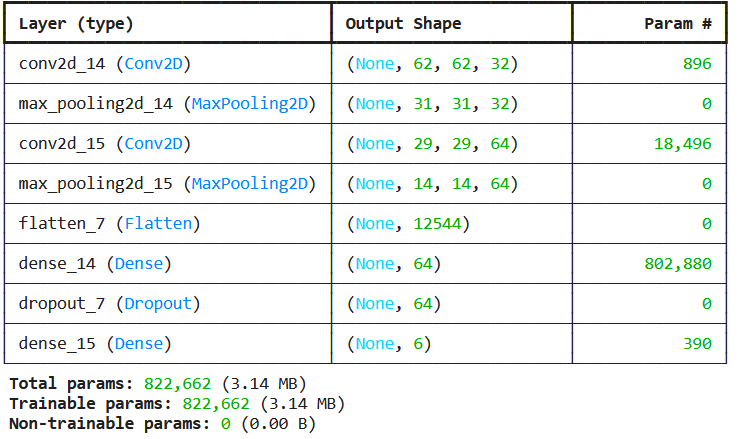 Layer (type) Output Shape Param #
conv2d_14 (Conv2D) (None, 62, 62, 32) 896
max_pooling2d_14 (MaxPooling2D) (None, 31, 31, 32) 0
conv2d_15 (Conv2D) (None, 29, 29, 64) 18,496
max_pooling2d_15 (MaxPooling2D) (None, 14, 14, 64) 0
flatten_7 (Flatten) (None, 12544) 0
dense_14 (Dense) (None, 64) 802,880
dropout_7 (Dropout) (None, 64) 0
dense_15 (Dense) (None, 6) 390
Total params: 822,662 (3.14 MB)
Trainable params: 822,662 (3.14 MB)
Non-trainable params: 0 (0.00 B)